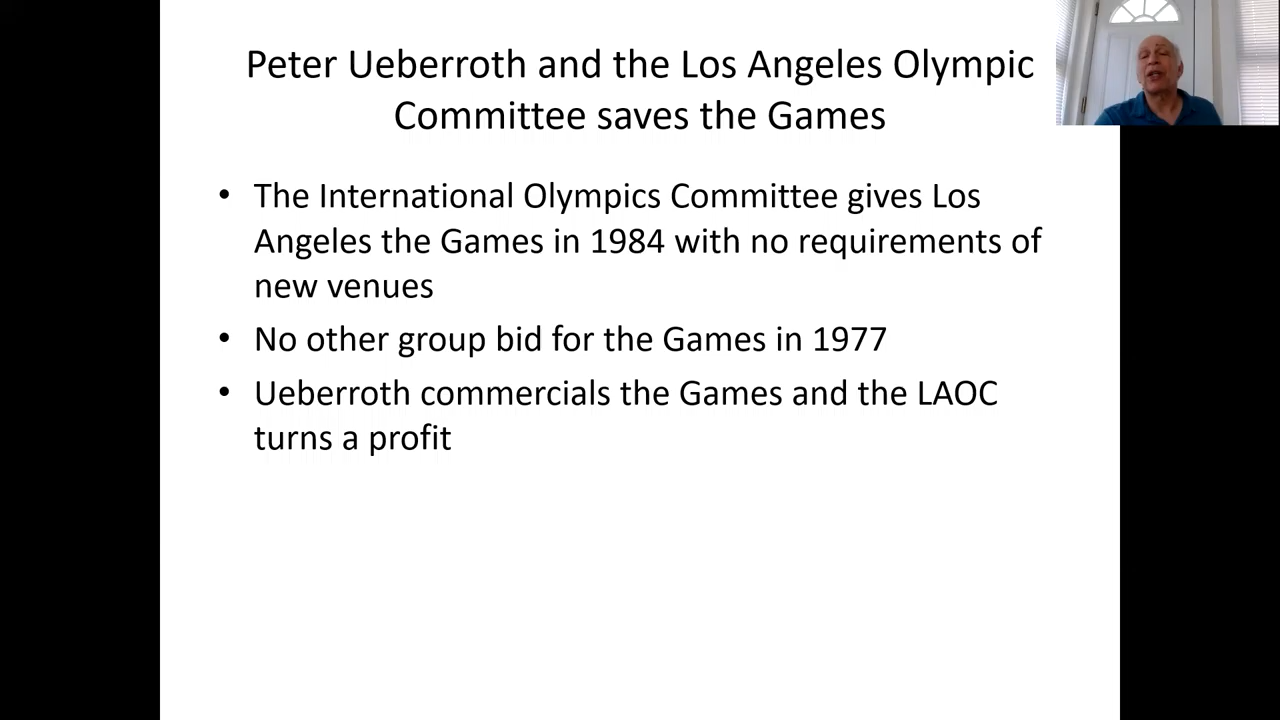 Peter Ueberroth and the Los Angeles Olympic
Committee saves the Games
• The International Olympics Committee gives Los
Angeles the Games in 1984 with no requirements of
new venues
• No other group bid for the Games in 1977
• Ueberroth commercials the Games and the LAOC
turns a profit